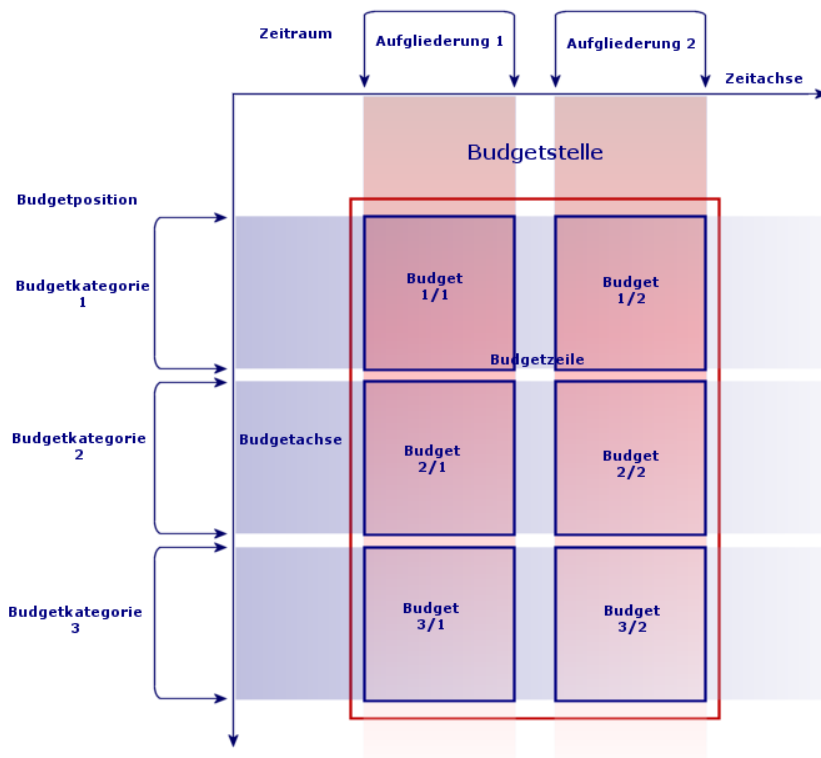 Zeitraum
Aufgliederung 1
Aufgliederung 2
Zeitachse
Budgetstelle
Budgetposition
Budgetkategorie
1
Budget
1/1
Budget
1/2
Budgetzeile
Budgetkategorie
2
Budgetachse
Budget
2/1
Budget
2/2
Budgetkategorie
3
Budget
3/1
Budget
3/2